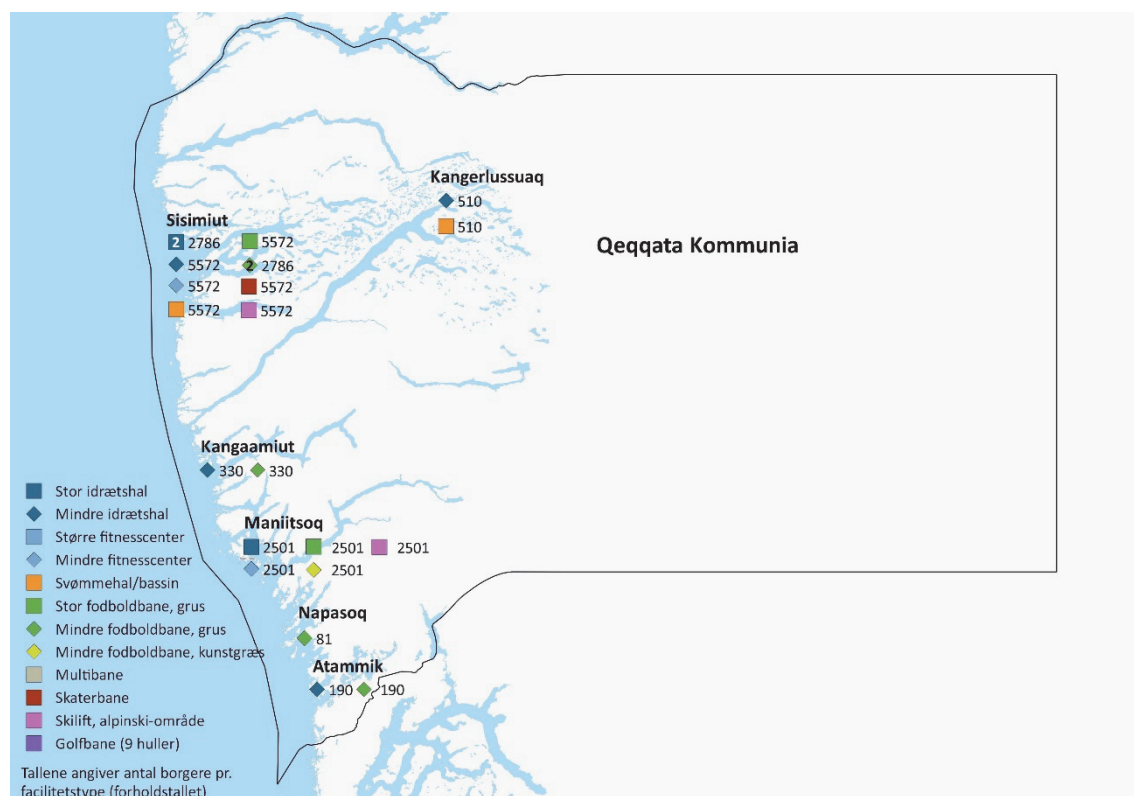 Kangerlussuaq
510
510
Qeqqata Kommunia
Sisimiut
2 2786 5572
5572 2 2786
5572 5572
5572 5572
Kangaamiut
330 330
Maniitsoq
2501 2501 2501
2501 2501
Napasoq
81
Atammik
190 190
Stor idrætshal
Mindre idrætshal
Større fitnesscenter
Mindre fitnesscenter
Svømmehal/bassin
Stor fodboldbane, grus
Mindre fodboldbane, grus
Mindre fodboldbane, kunstgræs
Multibane
Skaterbane
Skilift, alpinski-område
Golfbane (9 huller)
Tallene angiver antal borgere pr.
facilitetstype (forholdstallet)